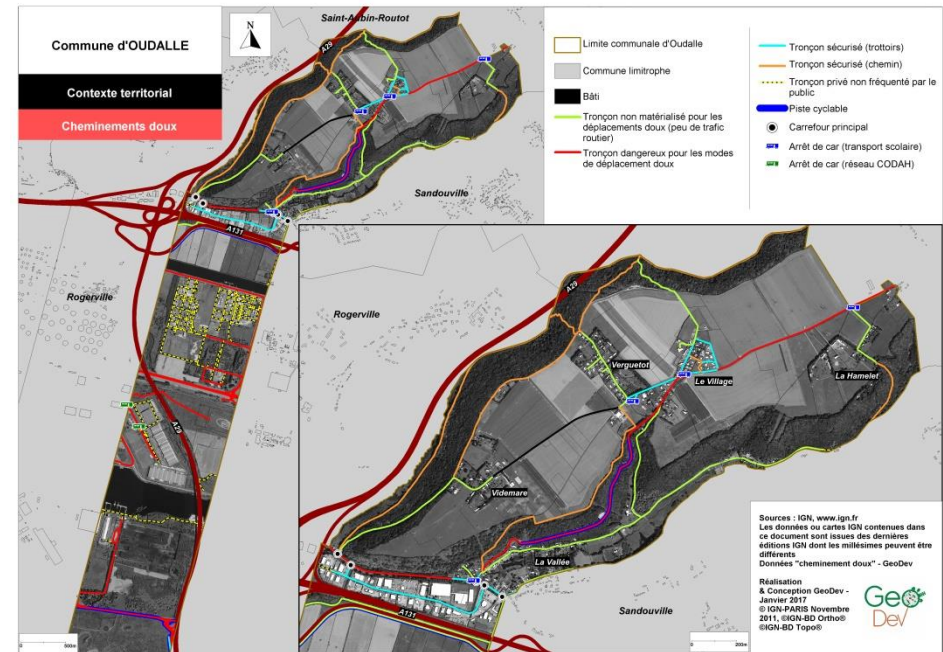 Commune d'OUDALLE
Contexte territorial
Cheminements doux
N
Saint-Aubin-Routot
A29
Sandouville
A131
Rogerville
A29
500m
Limite communale d'Oudalle
Commune limitrophe
Bâti
Tronçon non matérialisé pour les
déplacements doux (peu de trafic
routier)
Tronçon dangereux pour les modes
de déplacement doux
Tronçon sécurisé (trottoirs)
Tronçon sécurisé (chemin)
Tronçon privé non fréquenté par le
public
Piste cyclable
Carrefour principal
Arrêt de car (transport scolaire)
Arrêt de car (réseau CODAH)
A29
Rogerville
Verguetot
Le Village
La Hamelet
Videmare
La Vallée
A131
Sandouville
200m
Sources : IGN, www.ign.fr
Les données ou cartes IGN contenues dans
ce document sont issues des dernières
éditions IGN dont les millésimes peuvent être
différents
Données "cheminement doux" - GeoDev
Réalisation
& Conception GeoDev -
Janvier 2017
© IGN-PARIS Novembre
2011, ©IGN-BD Ortho®
©IGN-BD Topo®
Geo
Dev